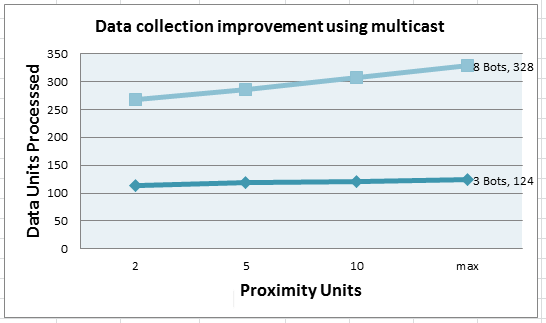 Data collection improvement using multicast
Data Units Processsed
350
300
250
200
150
100
50
0
8 Bots, 328
3 Bots, 124
2 5 10 max
Proximity Units